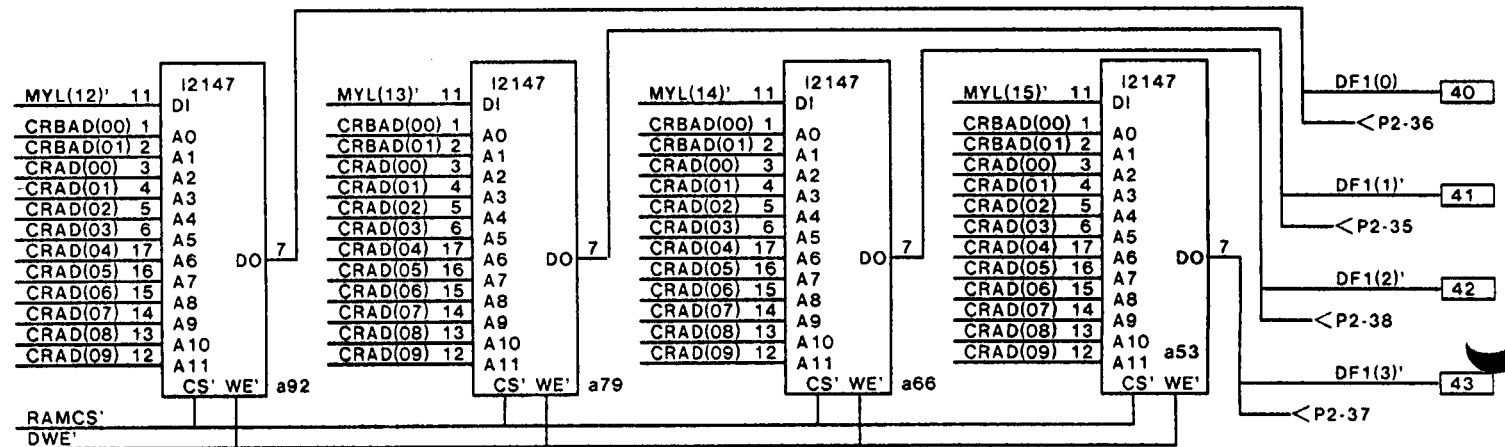 I2147 I2147 I2147 I2147
MYL(12)' 11 DI MYL(13)' 11 DI MYL(14)' 11 DI MYL(15)' 11 DI DF1(0) 40
CRBAD(00) 1 A0 CRBAD(00) 1 A0 CRBAD(00) 1 A0 CRBAD(00) 1 A0 <P2-36
CRBAD(01) 2 A1 CRBAD(01) 2 A1 CRBAD(01) 2 A1 CRBAD(01) 2 A1
CRAD(00) 3 A2 CRAD(00) 3 A2 CRAD(00) 3 A2 CRAD(00) 3 A2
CRAD(01) 4 A3 CRAD(01) 4 A3 CRAD(01) 4 A3 CRAD(01) 4 A3 DF1(1)' 41
CRAD(02) 5 A4 CRAD(02) 5 A4 CRAD(02) 5 A4 CRAD(02) 5 A4
CRAD(03) 6 A5 CRAD(03) 6 A5 CRAD(03) 6 A5 CRAD(03) 6 A5 <P2-35
CRAD(04) 17 A6 DO 7 CRAD(04) 17 A6 DO 7 CRAD(04) 17 A6 DO 7 CRAD(04) 17 A6 DO 7
CRAD(05) 16 A7 CRAD(05) 16 A7 CRAD(05) 16 A7 CRAD(05) 16 A7
CRAD(06) 15 A8 CRAD(06) 15 A8 CRAD(06) 15 A8 CRAD(06) 15 A8 DF1(2)' 42
CRAD(07) 14 A9 CRAD(07) 14 A9 CRAD(07) 14 A9 CRAD(07) 14 A9 <P2-38
CRAD(08) 13 A10 CRAD(08) 13 A10 CRAD(08) 13 A10 CRAD(08) 13 A10 a53
CRAD(09) 12 A11 CRAD(09) 12 A11 CRAD(09) 12 A11 CRAD(09) 12 A11
CS' WE' a92 CS' WE' a79 CS' WE' a66 CS' WE' DF1(3)' 43
RAMCS' <P2-37
DWE'